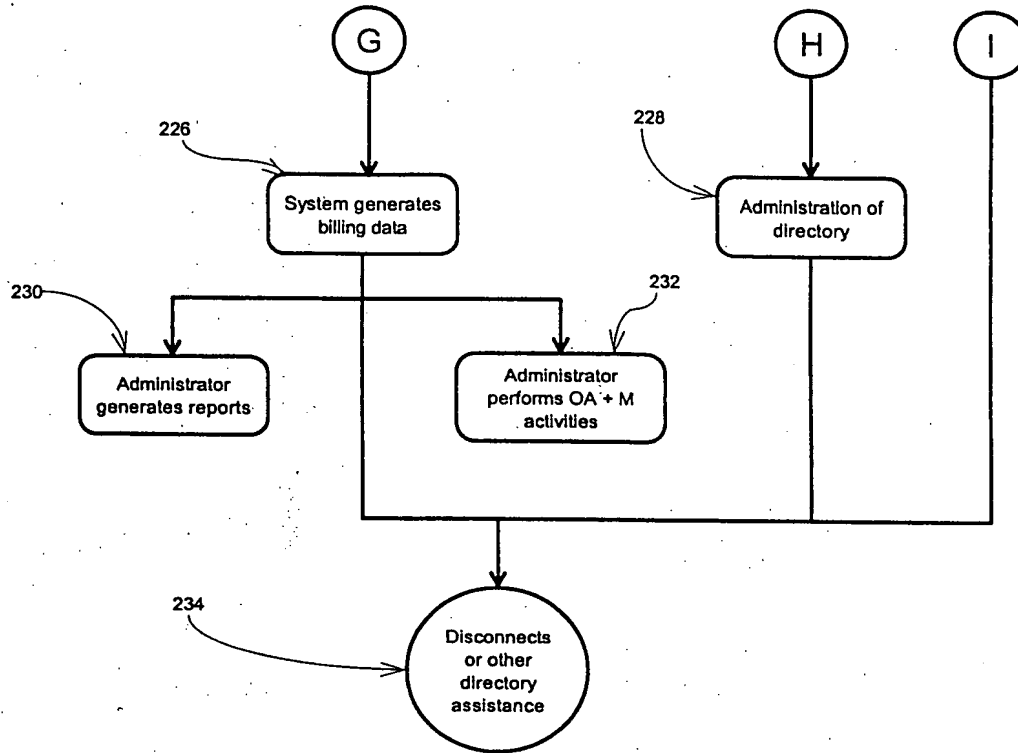 G
H
I
226
228
System generates
billing data
Administration of
directory
230
232
Administrator
generates reports
Administrator
performs OA + M
activities
234
Disconnects
or other
directory
assistance